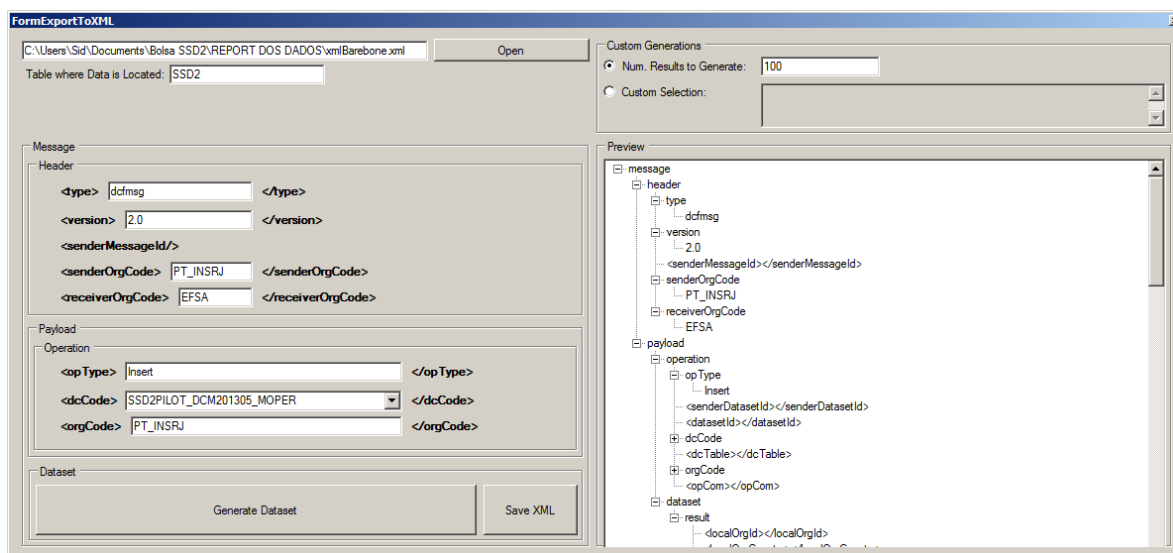 FormExportToXML
C:\Users\Sid\Documents\Bolsa SSD2\REPORT DOS DADOS\xmlBarebone.xml
Open
Table where Data is Located: SSD2
Custom Generations
Num. Results to Generate: 100
Custom Selection:
Message
Header
<type> dcfmsg </type>
<version> 2.0 </version>
<senderMessageId/>
<senderOrgCode> PT_INSRJ </senderOrgCode>
<receiverOrgCode> EFSA </receiverOrgCode>
Payload
Operation
<opType> Insert </opType>
<dcCode> SSD2PILOT_DCM201305_MOPER </dcCode>
<orgCode> PT_INSRJ </orgCode>
Dataset
Generate Dataset
Save XML
Preview
message
header
type
dcfmsg
version
2.0
<senderMessageId></senderMessageId>
senderOrgCode
PT_INSRJ
receiverOrgCode
EFSA
payload
operation
opType
Insert
<senderDatasetId></senderDatasetId>
<datasetId></datasetId>
dcCode
<dcTable></dcTable>
orgCode
<opCom></opCom>
dataset
result
<localOrgId></localOrgId>